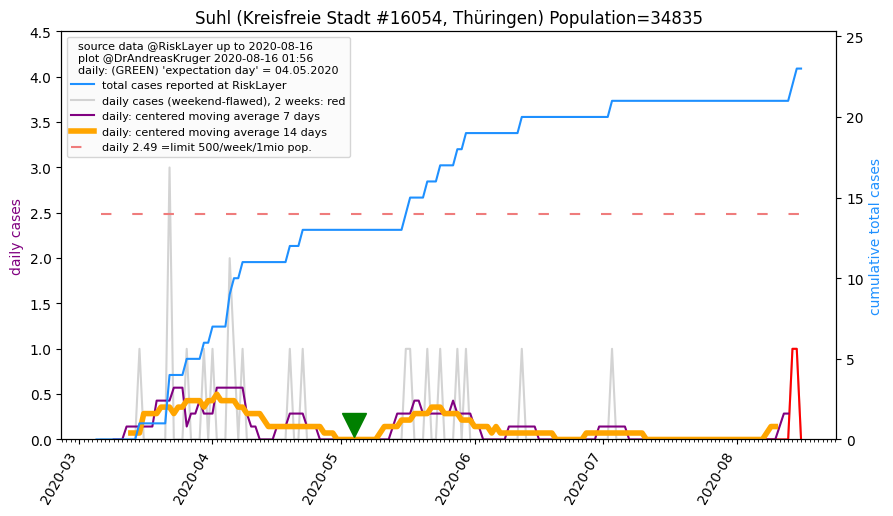 Suhl (Kreisfreie Stadt #16054, Thüringen) Population=34835
source data @RiskLayer up to 2020-08-16
plot @DrAndreasKruger 2020-08-16 01:56
daily: (GREEN) 'expectation day' = 04.05.2020
total cases reported at RiskLayer
daily cases (weekend-flawed), 2 weeks: red
daily: centered moving average 7 days
daily: centered moving average 14 days
daily 2.49 =limit 500/week/1mio pop.
daily cases
4.5
4.0
3.5
3.0
2.5
2.0
1.5
1.0
0.5
0.0
cumulative total cases
25
20
15
10
5
0
2020-03
2020-04
2020-05
2020-06
2020-07
2020-08